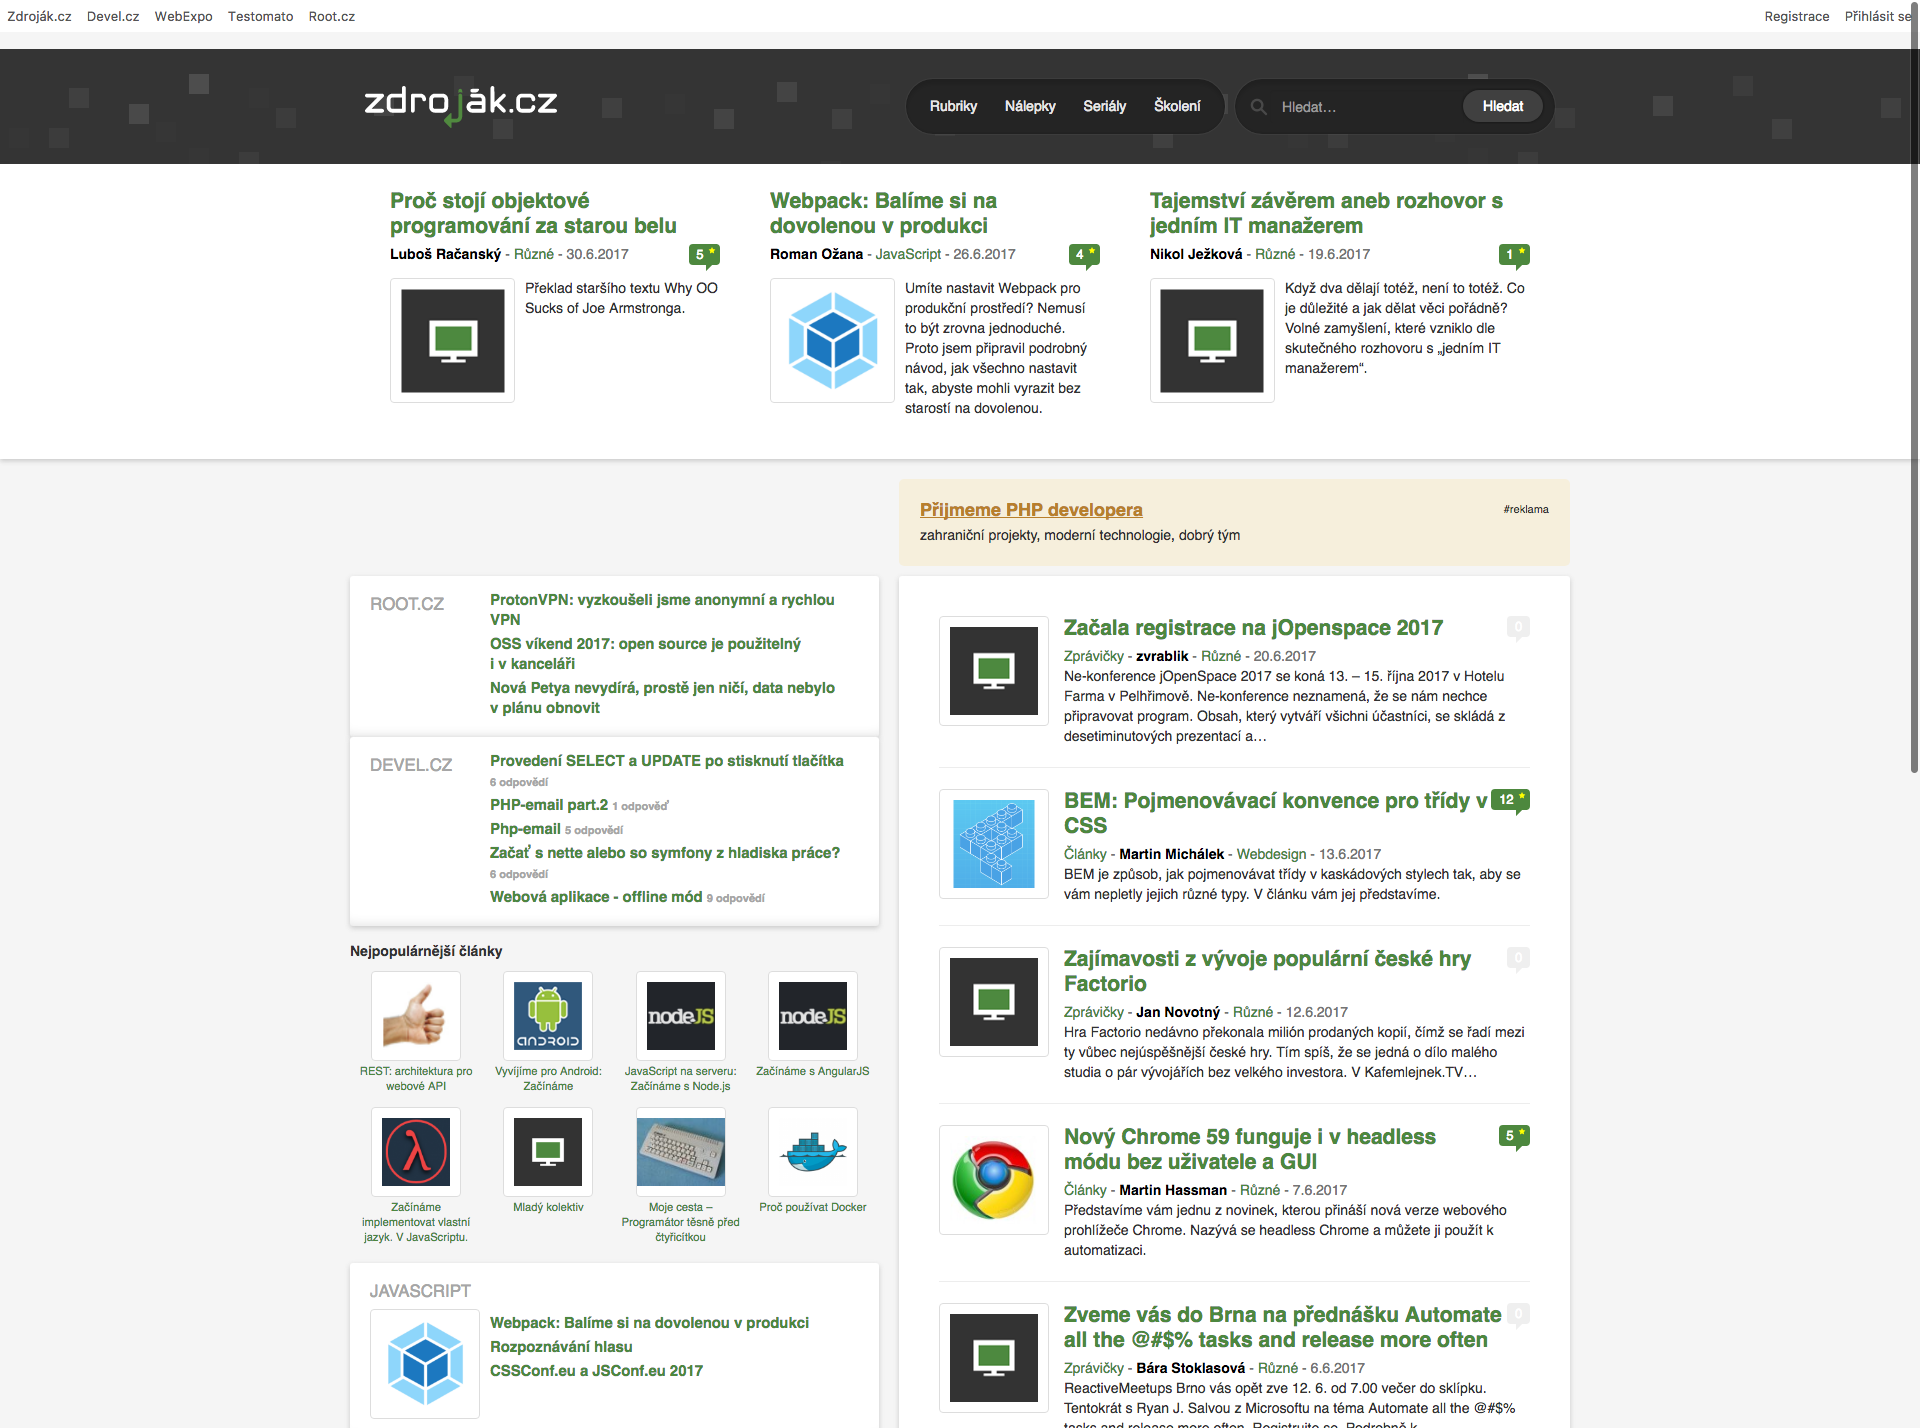 Zdroják.cz Devel.cz WebExpo Testomato Root.cz
Registrace Přihlásit se
zdroják.cz
Rubriky Nálepky Seriály Školení
Hledat...
Hledat
Proč stojí objektové
programování za starou belu
Luboš Račanský - Různé - 30.6.2017
5
Překlad staršího textu Why OO
Sucks of Joe Armstronga.
Webpack: Balíme si na
dovolenou v produkci
Roman Ožana - JavaScript - 26.6.2017
4
Umíte nastavit Webpack pro
produkční prostředí? Nemusí
to být zrovna jednoduché.
Proto jsem připravil podrobný
návod, jak všechno nastavit
tak, abyste mohli vyrazit bez
starostí na dovolenou.
Tajemství závěrem aneb rozhovor s
jedním IT manažerem
Nikol Ježková - Různé - 19.6.2017
1
Když dva dělají totéž, není to totéž. Co
je důležité a jak dělat věci pořádně?
Volné zamyšlení, které vzniklo dle
skutečného rozhovoru s „jedním IT
manažerem“.
Přijmeme PHP developera
#reklama
zahraniční projekty, moderní technologie, dobrý tým
ROOT.CZ
ProtonVPN: vyzkoušeli jsme anonymní a rychlou
VPN
OSS víkend 2017: open source je použitelný
i v kanceláři
Nová Petya nevydírá, prostě jen ničí, data nebylo
v plánu obnovit
DEVEL.CZ
Provedení SELECT a UPDATE po stisknutí tlačítka
6 odpovědí
PHP-email part.2 1 odpověď
Php-email 5 odpovědí
Začať s nette alebo so symfony z hladiska práce?
6 odpovědí
Webová aplikace - offline mód 9 odpovědí
Nejpopulárnější články
ANDROID
nodeJS
nodeJS
REST: architektura pro
webové API
Vyvíjíme pro Android:
Začínáme
JavaScript na serveru:
Začínáme s Node.js
Začínáme s AngularJS
λ
Začínáme
implementovat vlastní
jazyk. V JavaScriptu.
Mladý kolektiv
Moje cesta –
Programátor těsně před
čtyřicítkou
Proč používat Docker
JAVASCRIPT
Webpack: Balíme si na dovolenou v produkci
Rozpoznávání hlasu
CSSConf.eu a JSConf.eu 2017
Začala registrace na jOpenspace 2017
0
Zprávičky - zvrablik - Různé - 20.6.2017
Ne-konference jOpenSpace 2017 se koná 13. – 15. října 2017 v Hotelu
Farma v Pelhřimově. Ne-konference neznamená, že se nám nechce
připravovat program. Obsah, který vytváří všichni účastníci, se skládá z
desetiminutových prezentací a…
BEM: Pojmenovávací konvence pro třídy v
CSS
12
Články - Martin Michálek - Webdesign - 13.6.2017
BEM je způsob, jak pojmenovávat třídy v kaskádových stylech tak, aby se
vám nepletly jejich různé typy. V článku vám jej představíme.
Zajímavosti z vývoje populární české hry
Factorio
0
Zprávičky - Jan Novotný - Různé - 12.6.2017
Hra Factorio nedávno překonala milión prodaných kopií, čímž se řadí mezi
ty vůbec nejúspěšnější české hry. Tím spíš, že se jedná o dílo malého
studia o pár vývojářích bez velkého investora. V Kafemlejnek.TV…
Nový Chrome 59 funguje i v headless
módu bez uživatele a GUI
5
Články - Martin Hassman - Různé - 7.6.2017
Představíme vám jednu z novinek, kterou přináší nová verze webového
prohlížeče Chrome. Nazývá se headless Chrome a můžete ji použít k
automatizaci.
Zveme vás do Brna na přednášku Automate
all the @#$% tasks and release more often
0
Zprávičky - Bára Stoklasová - Různé - 6.6.2017
ReactiveMeetups Brno vás opět zve 12. 6. od 7.00 večer do sklípku.
Tentokrát s Ryan J. Salvou z Microsoftu na téma Automate all the @#$%
tasks and release more often. Registrujte se. Podrobně k